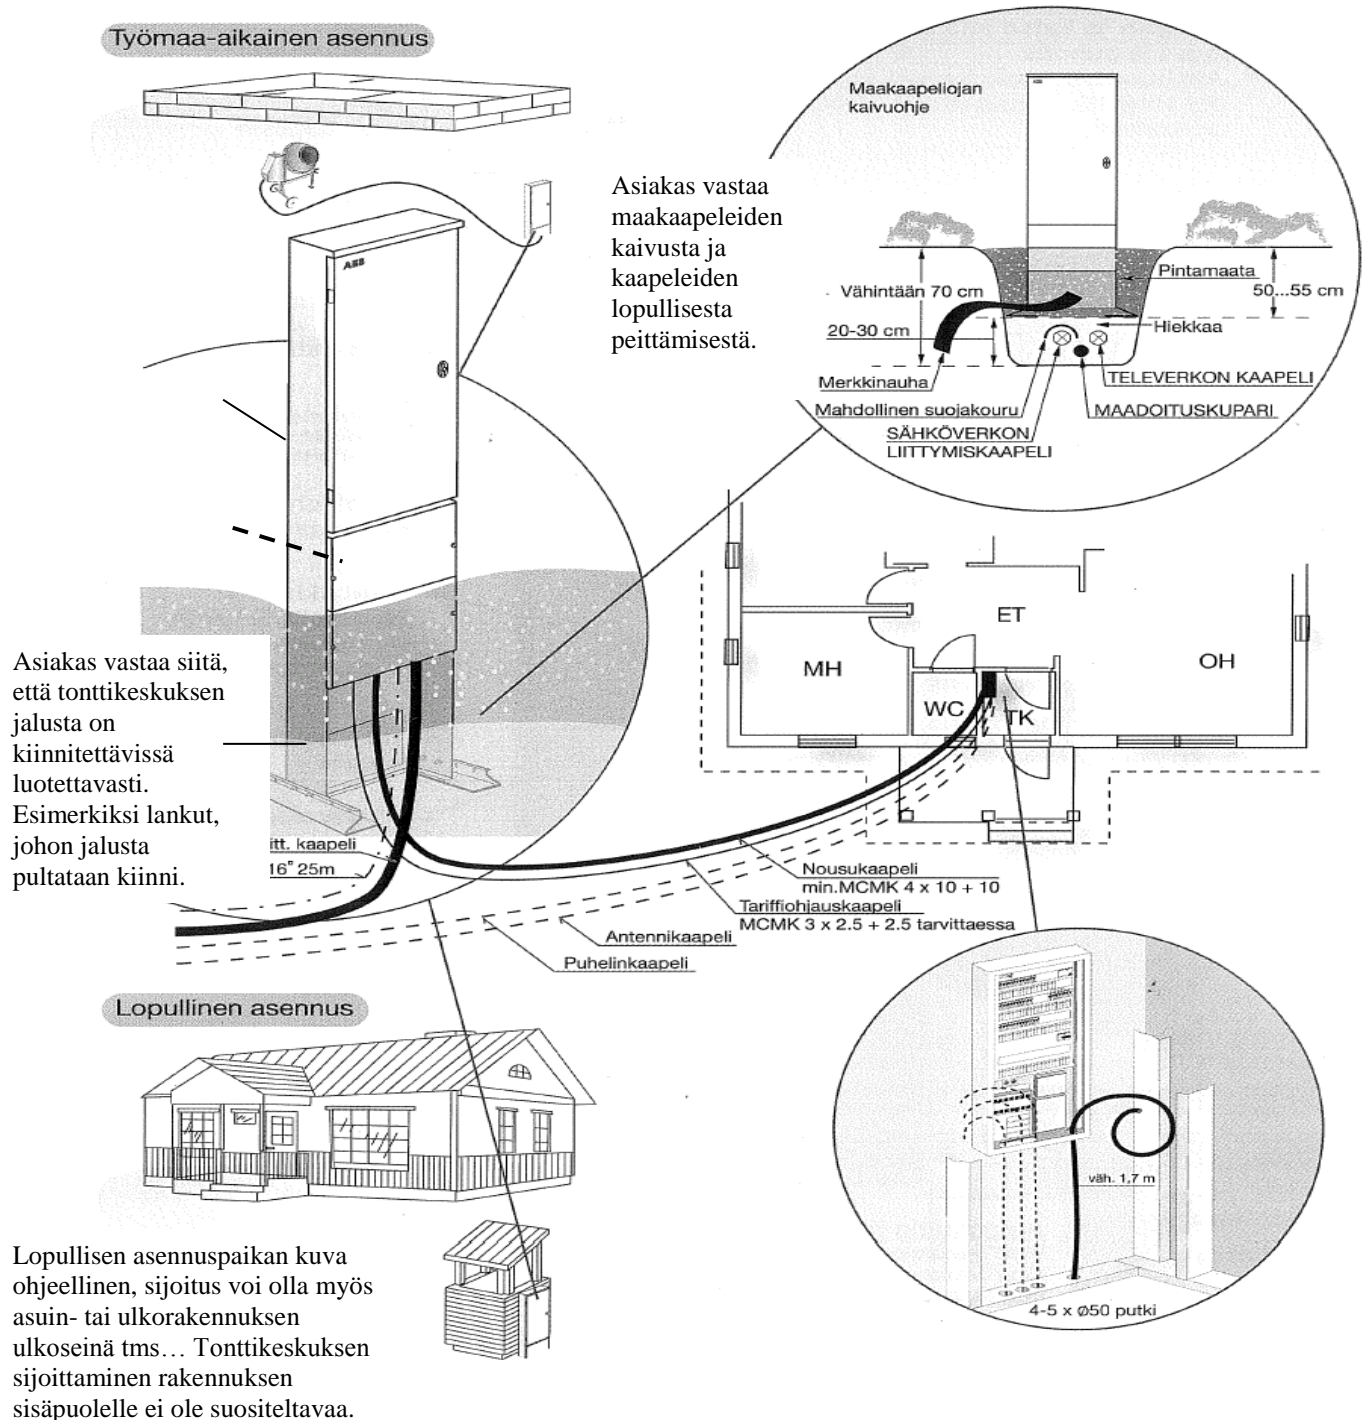 Työmaa-aikainen asennus
Maakaapeliojan
kaivuohje
ABB
Asiakas vastaa
maakaapeleiden
kaivusta ja
kaapeleiden
lopullisesta
peittämisestä.
ABB
Pintamaata
Vähintään 70 cm
50...55 cm
20-30 cm
Hiekkaa
Merkkinauha
TELEVERKON KAAPELI
Mahdollinen suojakouru
MAADOITUSKUPARI
SÄHKÖVERKON
LIITTYMISKAAPELI
ET
MH
OH
WC
TK
Asiakas vastaa siitä,
että tonttikeskuksen
jalusta on
kiinnitettävissä
luotettavasti.
Esimerkiksi lankut,
johon jalusta
pultataan kiinni.
itt. kaapeli
16" 25m
Nousukaapeli
min.MCMK 4 x 10 + 10
Tariffiohjauskaapeli
MCMK 3 x 2.5 + 2.5 tarvittaessa
Antennikaapeli
Puhelinkaapeli
Lopullinen asennus
väh. 1,7 m
4-5 x Ø50 putki
Lopullisen asennuspaikan kuva
ohjeellinen, sijoitus voi olla myös
asuin- tai ulkorakennuksen
ulkoseinä tms… Tonttikeskuksen
sijoittaminen rakennuksen
sisäpuolelle ei ole suositeltavaa.